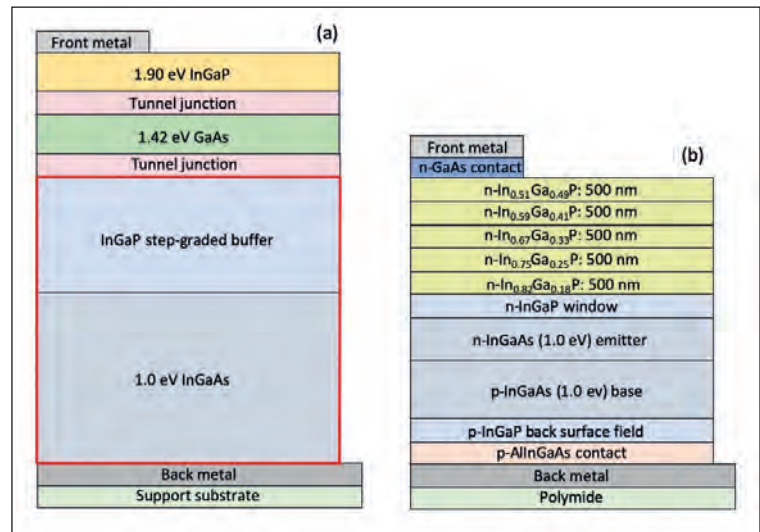 (a)
Front metal
1.90 eV InGaP
Tunnel junction
1.42 eV GaAs
Tunnel junction
InGaP step-graded buffer
1.0 eV InGaAs
Back metal
Support substrate
(b)
Front metal
n-GaAs contact
n-In₀.₅₁Ga₀.₄₉P: 500 nm
n-In₀.₅₉Ga₀.₄₁P: 500 nm
n-In₀.₆₇Ga₀.₃₃P: 500 nm
n-In₀.₇₅Ga₀.₂₅P: 500 nm
n-In₀.₈₂Ga₀.₁₈P: 500 nm
n-InGaP window
n-InGaAs (1.0 eV) emitter
p-InGaAs (1.0 ev) base
p-InGaP back surface field
p-AlInGaAs contact
Back metal
Polymide